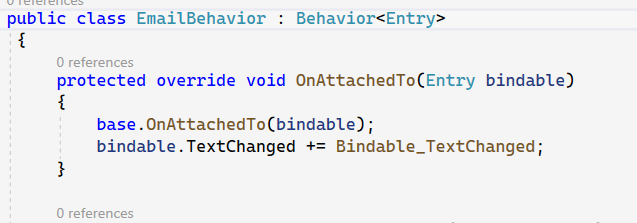 0 references
public class EmailBehavior : Behavior<Entry>
{
0 references
protected override void OnAttachedTo(Entry bindable)
{
base.OnAttachedTo(bindable);
bindable.TextChanged += Bindable_TextChanged;
}
0 references